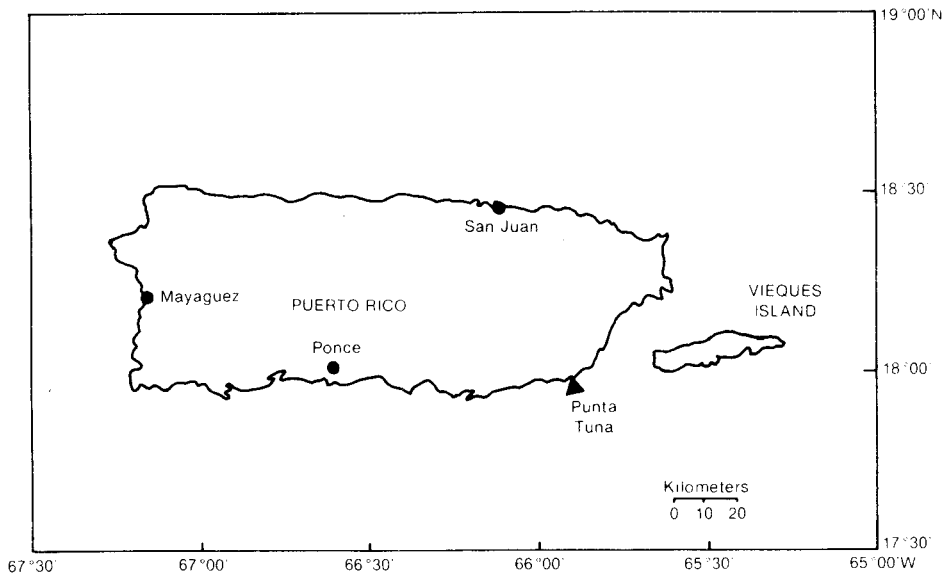 19°00'N
18°30'
San Juan
VIEQUES
ISLAND
Mayaguez
PUERTO RICO
Ponce
18°00'
Punta
Tuna
Kilometers
0 10 20
17°30'
67°30' 67°00' 66°30' 66°00' 65°30' 65°00'W